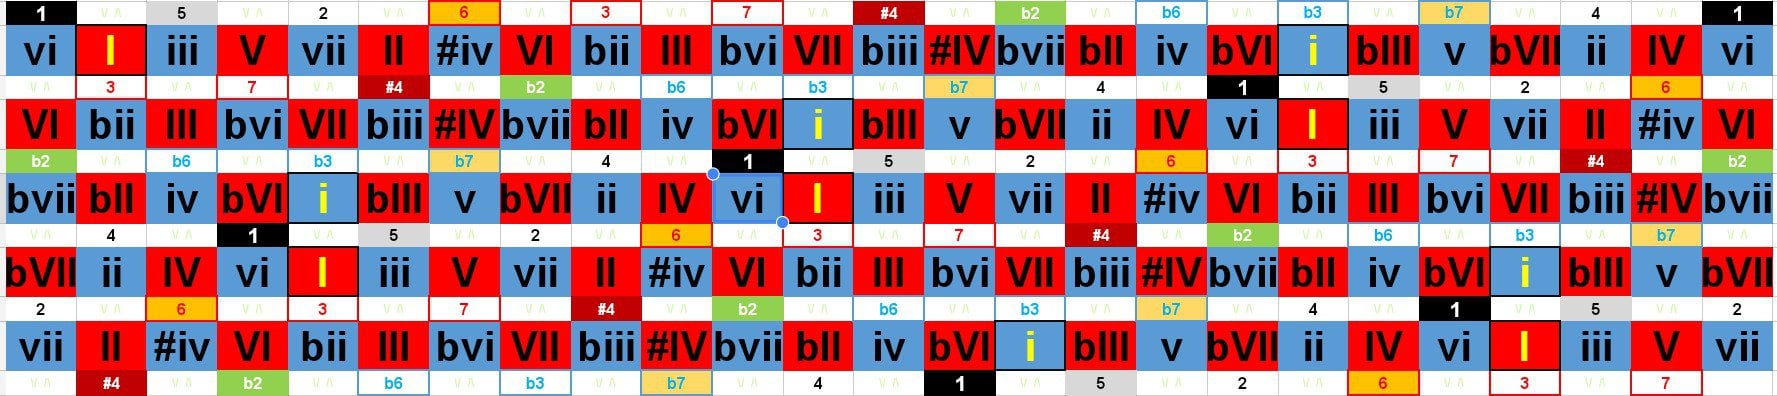 1 V Λ 5 V Λ 2 V Λ 6 V Λ 3 V Λ 7 V Λ #4 V Λ b2 V Λ b6 V Λ b3 V Λ b7 V Λ 4 V Λ 1
vi I iii V vii II #iv VI bii III bvi VII biii #IV bvii bII iv bVI i bIII v bVII ii IV vi
V Λ 3 V Λ 7 V Λ #4 V Λ b2 V Λ b6 V Λ b3 V Λ b7 V Λ 4 V Λ 1 V Λ 5 V Λ 2 V Λ 6 V Λ
VI bii III bvi VII biii #IV bvii bII iv bVI i bIII v bVII ii IV vi I iii V vii II #iv VI
b2 V Λ b6 V Λ b3 V Λ b7 V Λ 4 V Λ 1 V Λ 5 V Λ 2 V Λ 6 V Λ 3 V Λ 7 V Λ #4 V Λ b2
bvii bII iv bVI i bIII v bVII ii IV vi I iii V vii II #iv VI bii III bvi VII biii #IV bvii
V Λ 4 V Λ 1 V Λ 5 V Λ 2 V Λ 6 V Λ 3 V Λ 7 V Λ #4 V Λ b2 V Λ b6 V Λ b3 V Λ b7 V Λ
bVII ii IV vi I iii V vii II #iv VI bii III bvi VII biii #IV bvii bII iv bVI i bIII v bVII
2 V Λ 6 V Λ 3 V Λ 7 V Λ #4 V Λ b2 V Λ b6 V Λ b3 V Λ b7 V Λ 4 V Λ 1 V Λ 5 V Λ 2
vii II #iv VI bii III bvi VII biii #IV bvii bII iv bVI i bIII v bVII ii IV vi I iii V vii
V Λ #4 V Λ b2 V Λ b6 V Λ b3 V Λ b7 V Λ 4 V Λ 1 V Λ 5 V Λ 2 V Λ 6 V Λ 3 V Λ 7